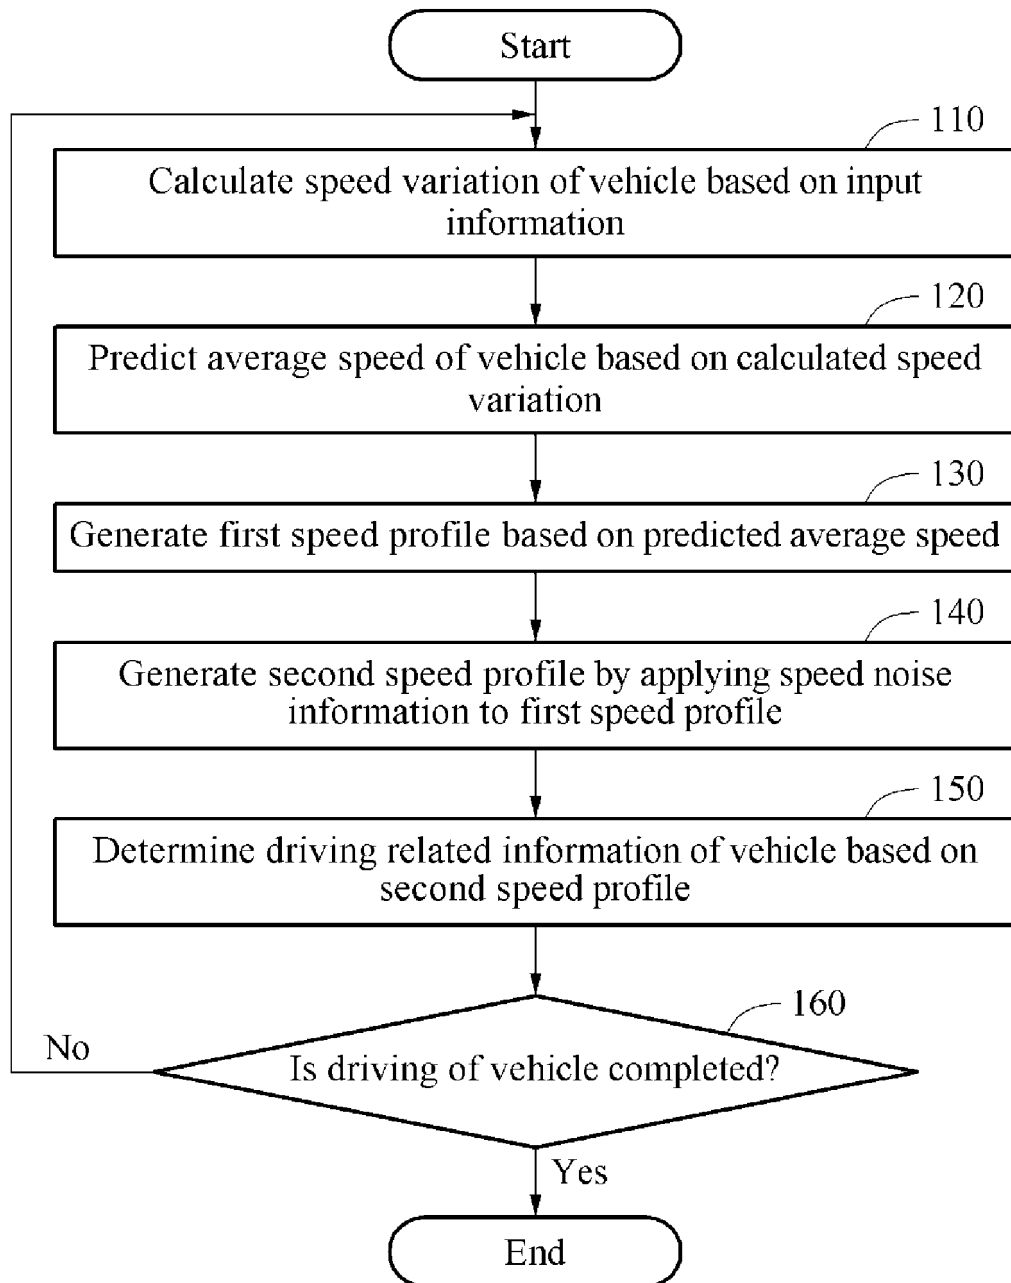 Start
110
Calculate speed variation of vehicle based on input
information
120
Predict average speed of vehicle based on calculated speed
variation
130
Generate first speed profile based on predicted average speed
140
Generate second speed profile by applying speed noise
information to first speed profile
150
Determine driving related information of vehicle based on
second speed profile
160
No
Is driving of vehicle completed?
Yes
End